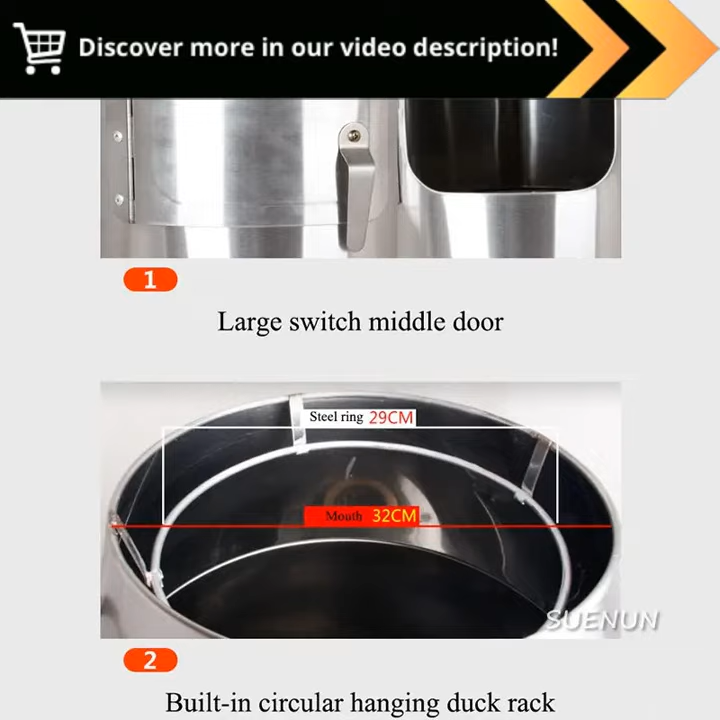 Discover more in our video description!
1
Large switch middle door
Steel ring 29CM
Mouth 32CM
SUENUN
2
Built-in circular hanging duck rack